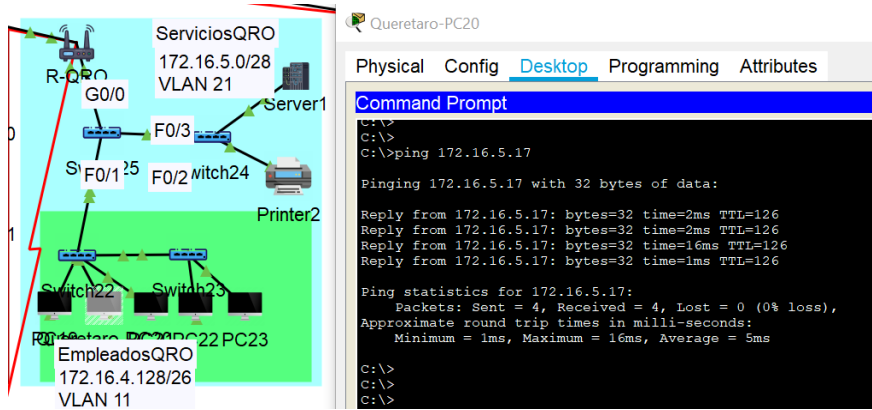 ServiciosQRO
172.16.5.0/28
VLAN 21
R-QRO
G0/0
Server1
F0/3
F0/1
25
F0/2
witch24
Printer2
Switch22
Switch23
PC22
PC23
EmpleadosQRO
172.16.4.128/26
VLAN 11
Queretaro-PC20
Physical Config Desktop Programming Attributes
Command Prompt
C:\>
C:\>
C:\>ping 172.16.5.17
Pinging 172.16.5.17 with 32 bytes of data:
Reply from 172.16.5.17: bytes=32 time=2ms TTL=126
Reply from 172.16.5.17: bytes=32 time=2ms TTL=126
Reply from 172.16.5.17: bytes=32 time=16ms TTL=126
Reply from 172.16.5.17: bytes=32 time=1ms TTL=126
Ping statistics for 172.16.5.17:
Packets: Sent = 4, Received = 4, Lost = 0 (0% loss),
Approximate round trip times in milli-seconds:
Minimum = 1ms, Maximum = 16ms, Average = 5ms
C:\>
C:\>
C:\>